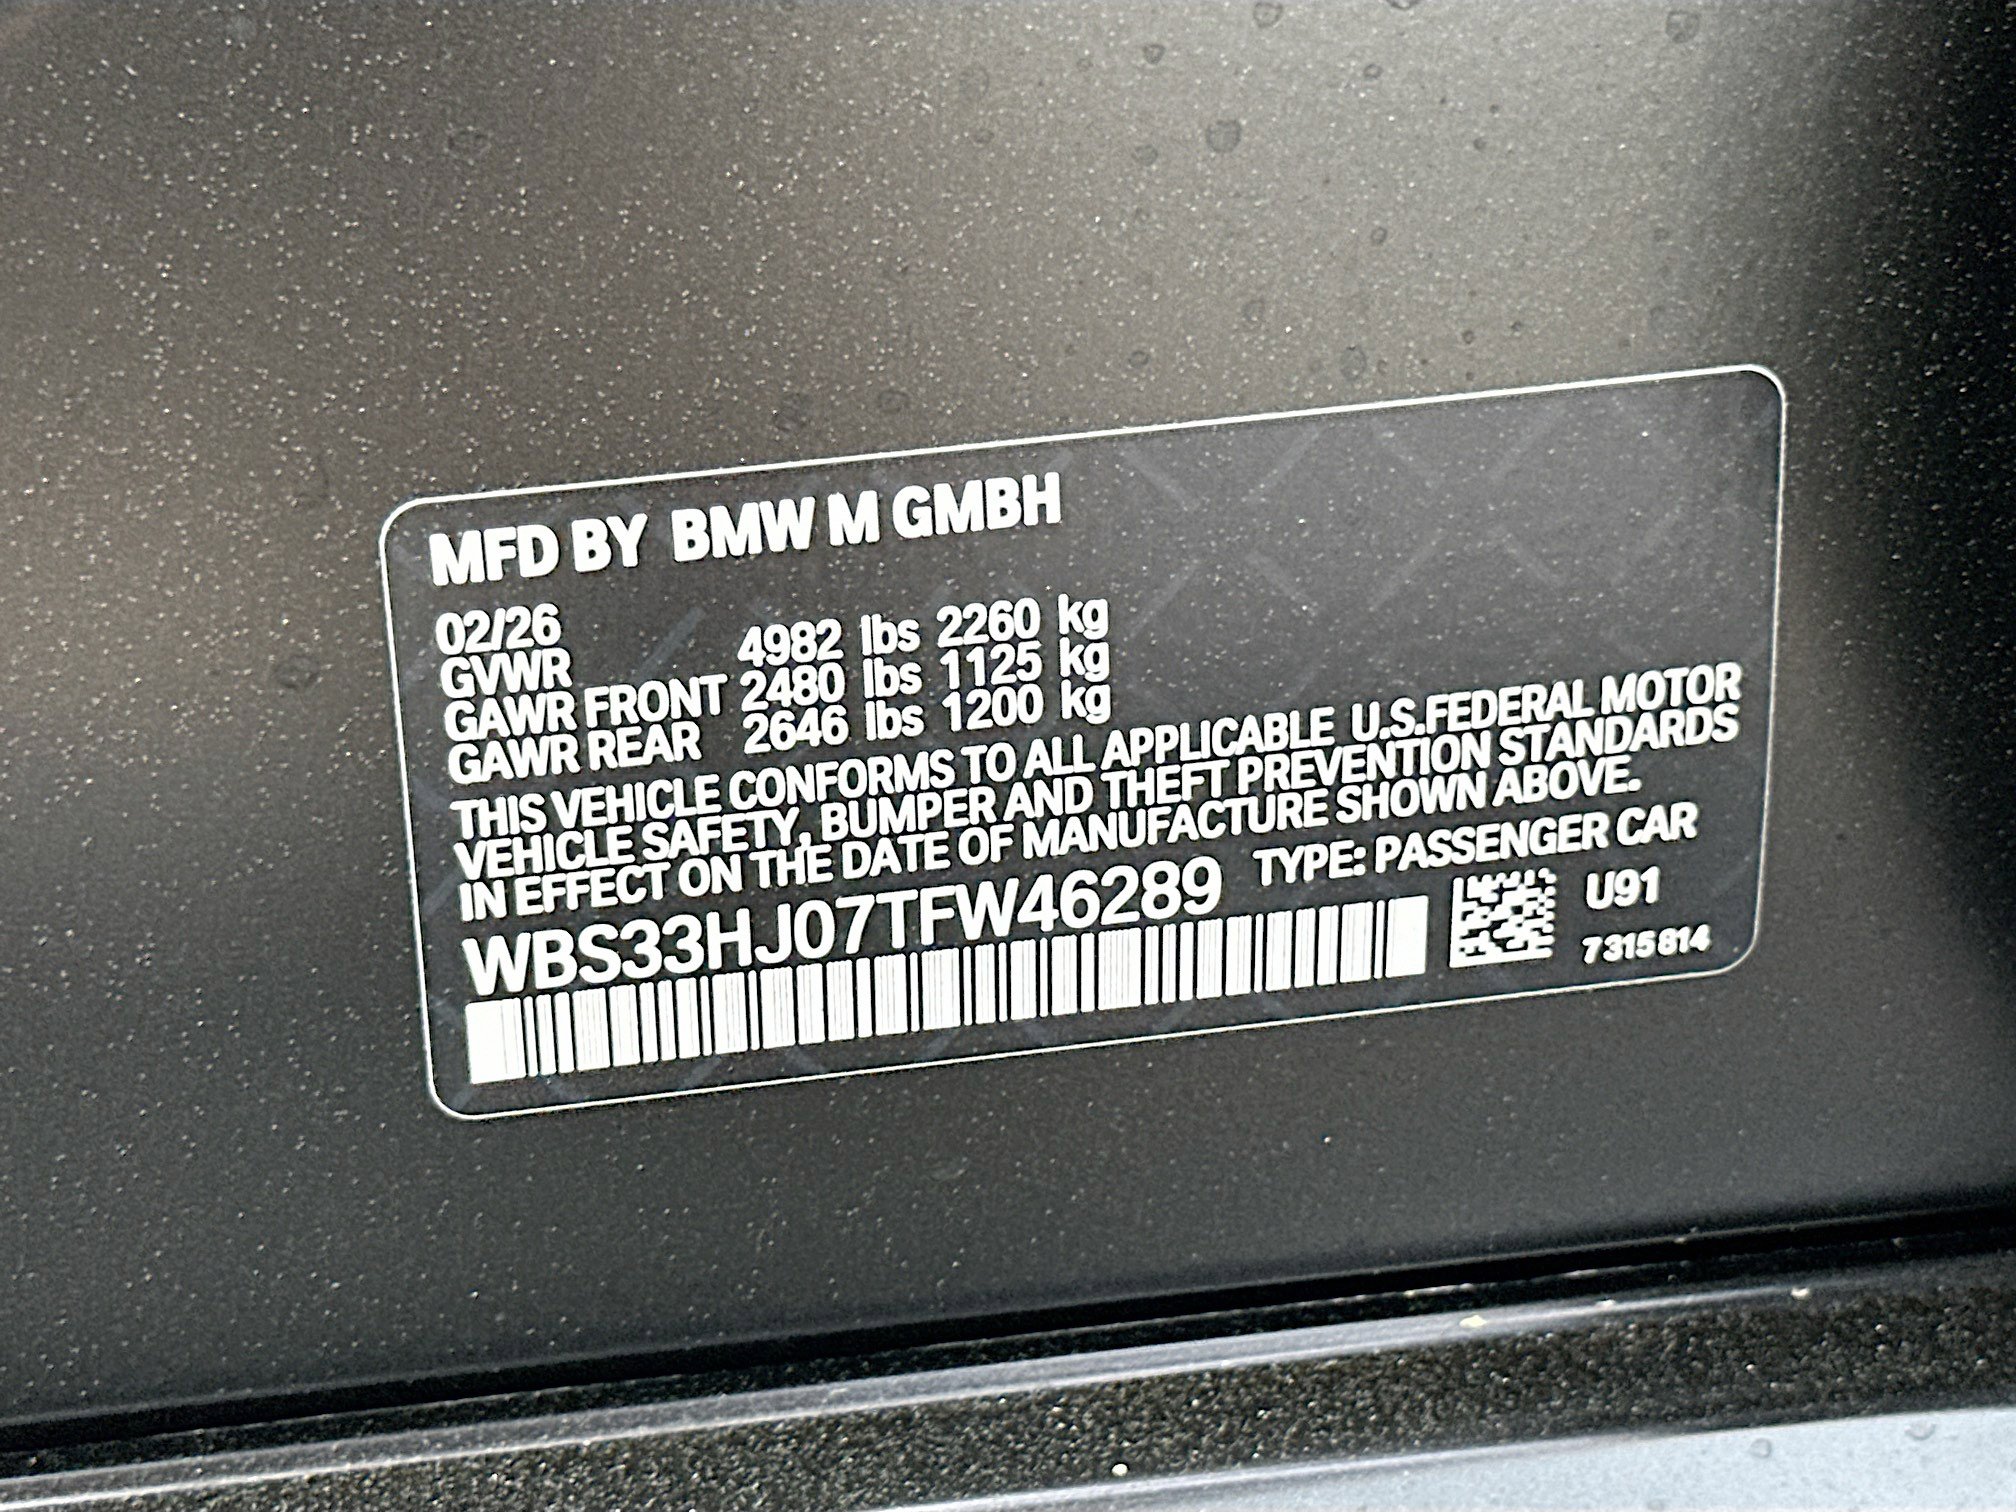 MFD BY BMW M GMBH
02/26
GVWR 4982 lbs 2260 kg
GAWR FRONT 2480 lbs 1125 kg
GAWR REAR 2646 lbs 1200 kg
THIS VEHICLE CONFORMS TO ALL APPLICABLE U.S.FEDERAL MOTOR
VEHICLE SAFETY, BUMPER AND THEFT PREVENTION STANDARDS
IN EFFECT ON THE DATE OF MANUFACTURE SHOWN ABOVE.
WBS33HJ07TFW46289 TYPE: PASSENGER CAR
U91
7315814